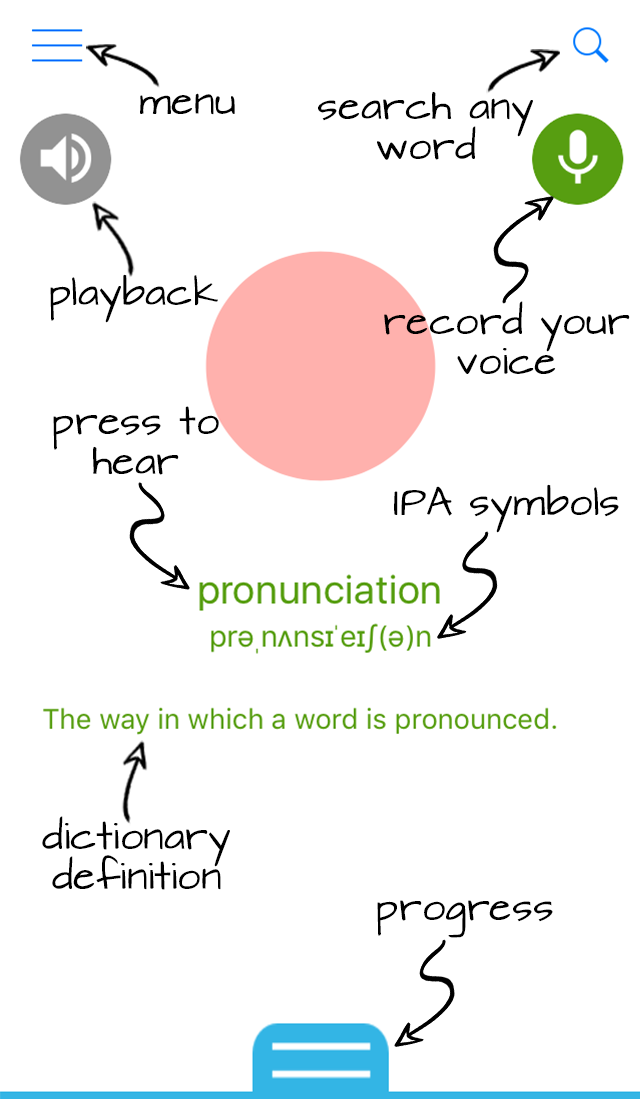 menu
search any
word
playback
record your
voice
press to
hear
IPA symbols
pronunciation
prəˌnʌnsɪˈeɪʃ(ə)n
The way in which a word is pronounced.
dictionary
definition
progress